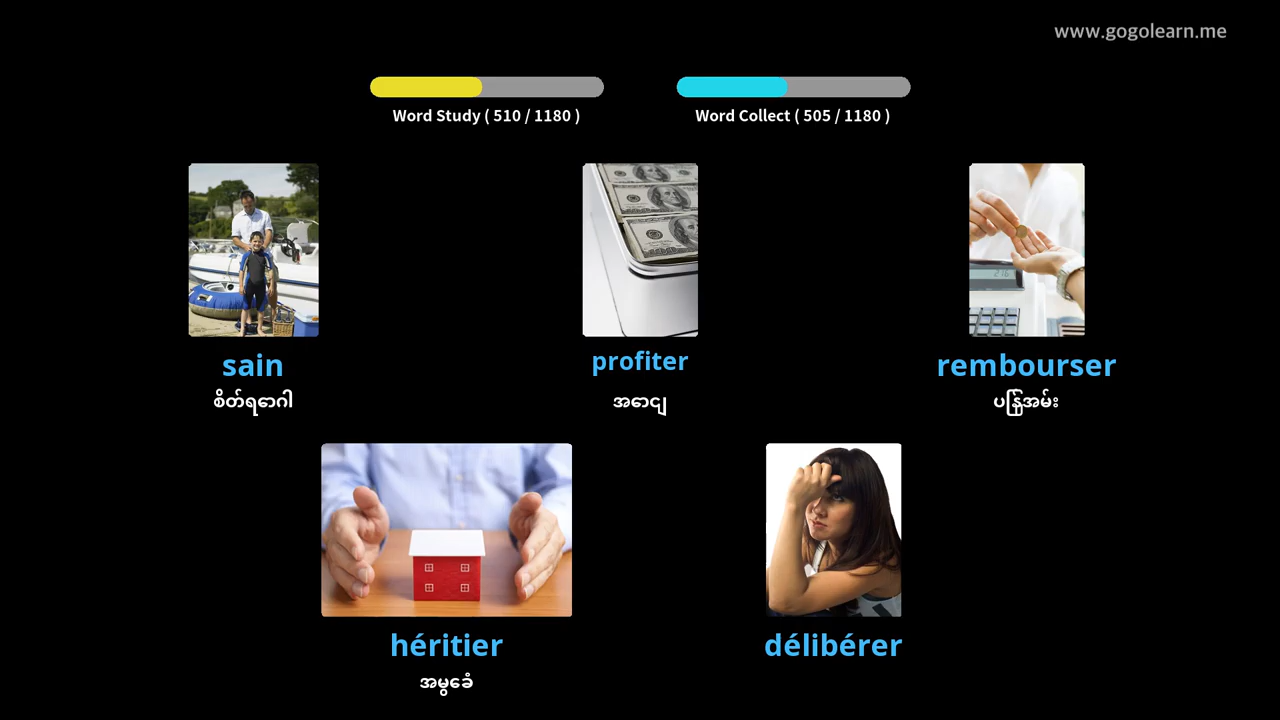 www.gogolearn.me
Word Study ( 510 / 1180 )
Word Collect ( 505 / 1180 )
sain
စိတ်ရောဂါ
profiter
အငျော
rembourser
ပြန်အမ်း
héritier
အမွေခံ
délibérer